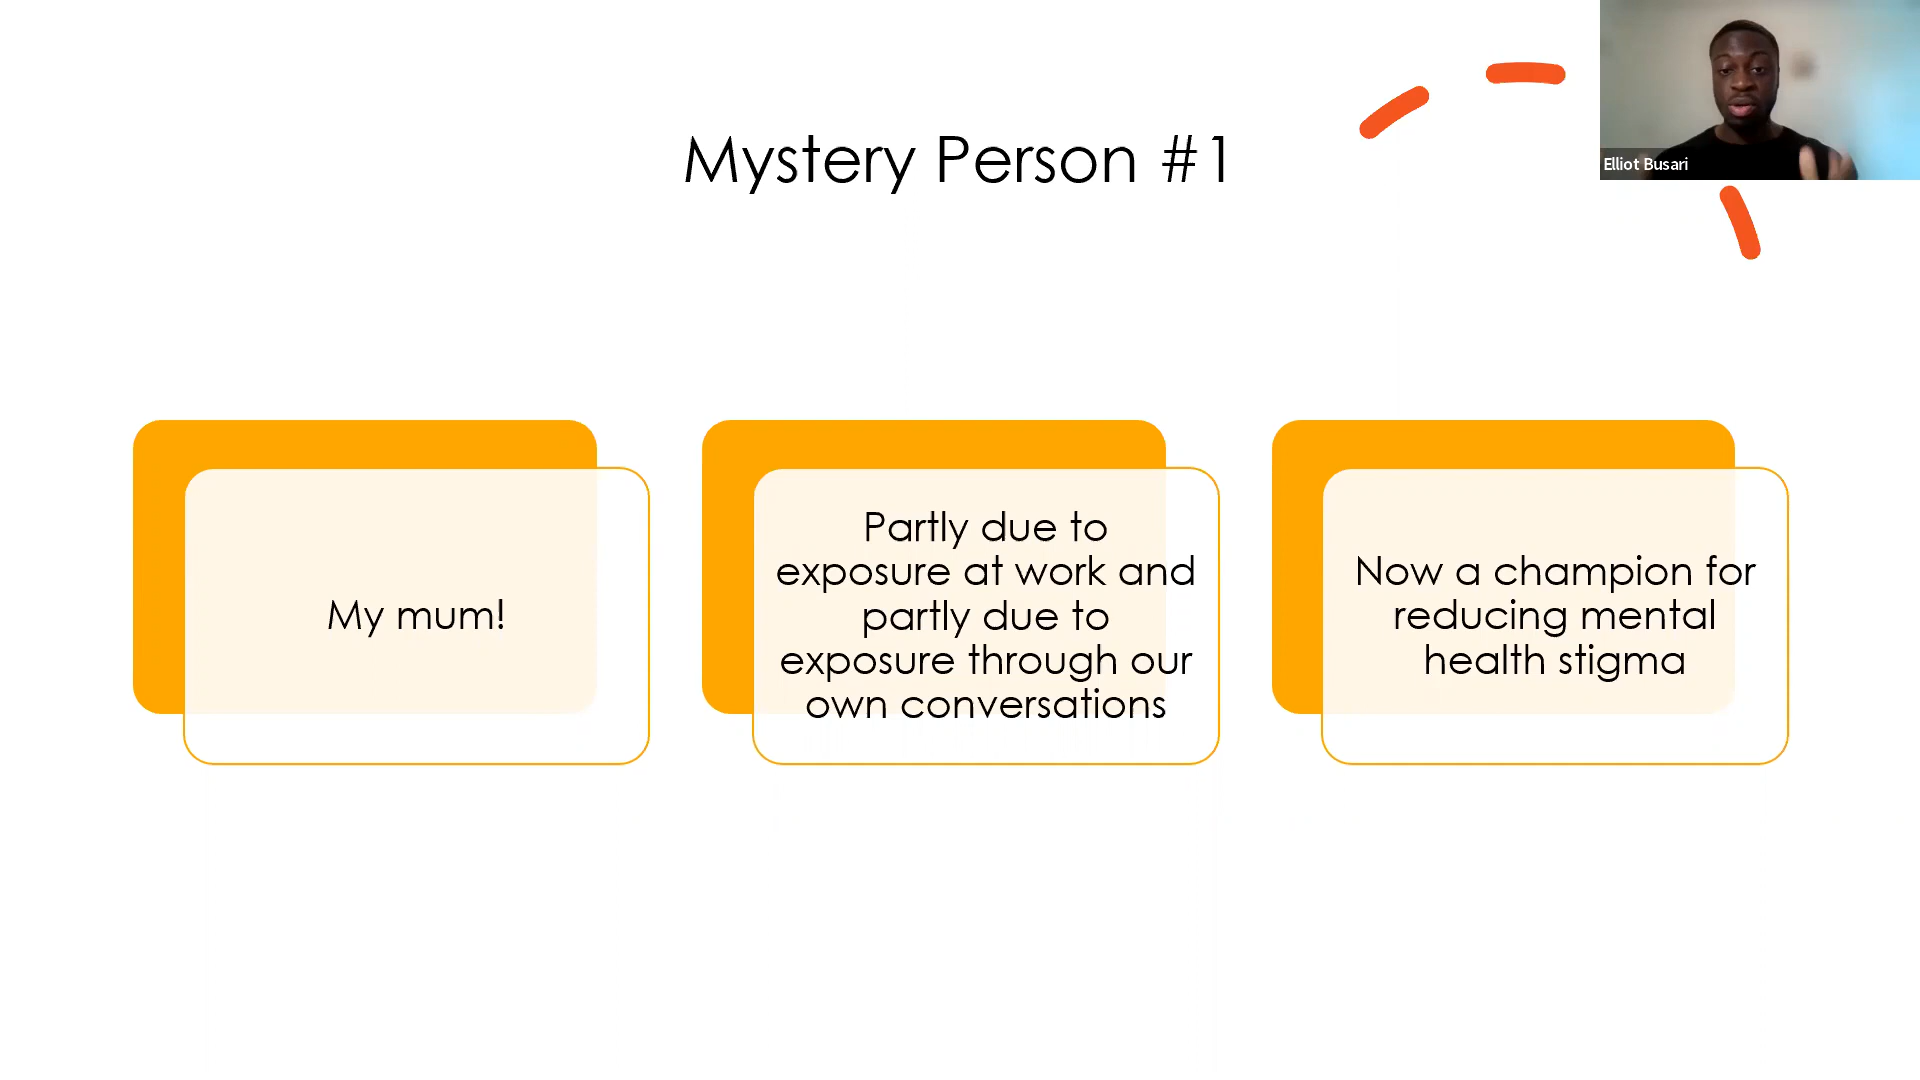 Mystery Person #1
Elliot Busari
My mum!
Partly due to
exposure at work and
partly due to
exposure through our
own conversations
Now a champion for
reducing mental
health stigma